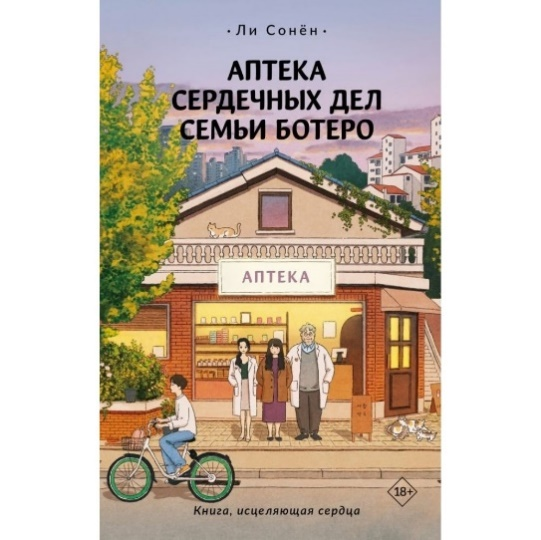 • Ли Сонён •
АПТЕКА
СЕРДЕЧНЫХ ДЕЛ
СЕМЬИ БОТЕРО
АПТЕКА
18+
Книга, исцеляющая сердца